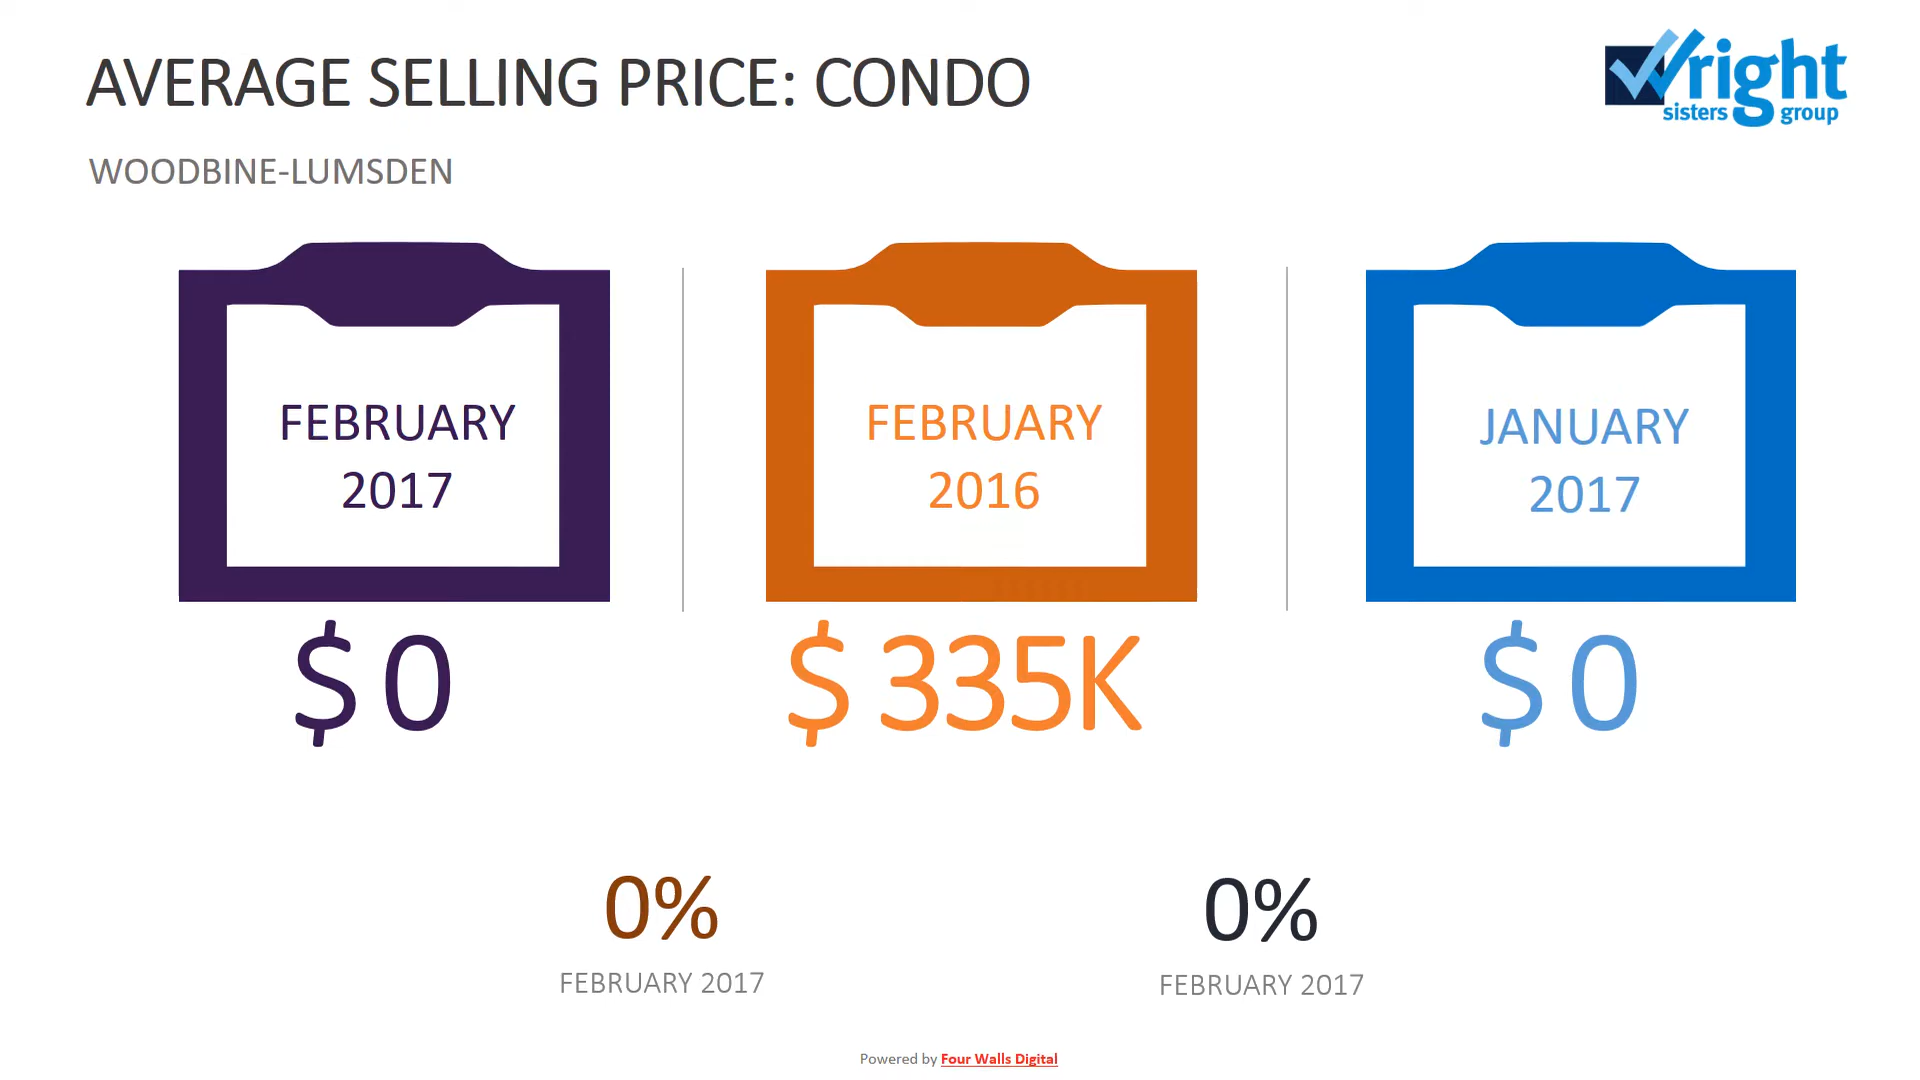 AVERAGE SELLING PRICE: CONDO
Wright
sisters group
WOODBINE-LUMSDEN
FEBRUARY
2017
FEBRUARY
2016
JANUARY
2017
$ 0
$ 335K
$ 0
0%
FEBRUARY 2017
0%
FEBRUARY 2017
Powered by Four Walls Digital